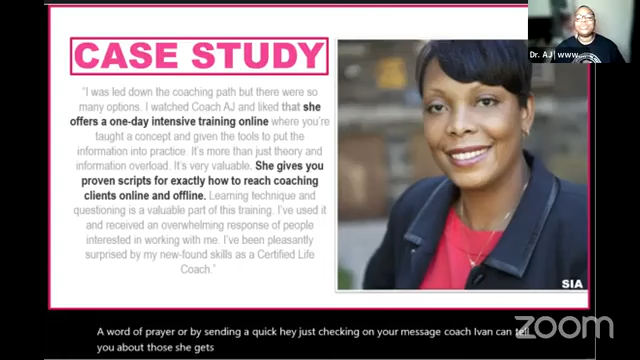 CASE STUDY
"I was led down the coaching path but there were so
many options. I watched Coach AJ and liked that she
offers a one-day intensive training online where you're
taught a concept and given the tools to put the
information into practice. It's more than just theory and
information overload. It's very valuable. She gives you
proven scripts for exactly how to reach coaching
clients online and offline. Learning technique and
questioning is a valuable part of this training. I've used it
and received an overwhelming response of people
interested in working with me. I've been pleasantly
surprised by my new-found skills as a Certified Life
Coach."
SIA
Dr. AJ | www...
zoom
A word of prayer or by sending a quick hey just checking on your message coach Ivan can tell
you about those she gets